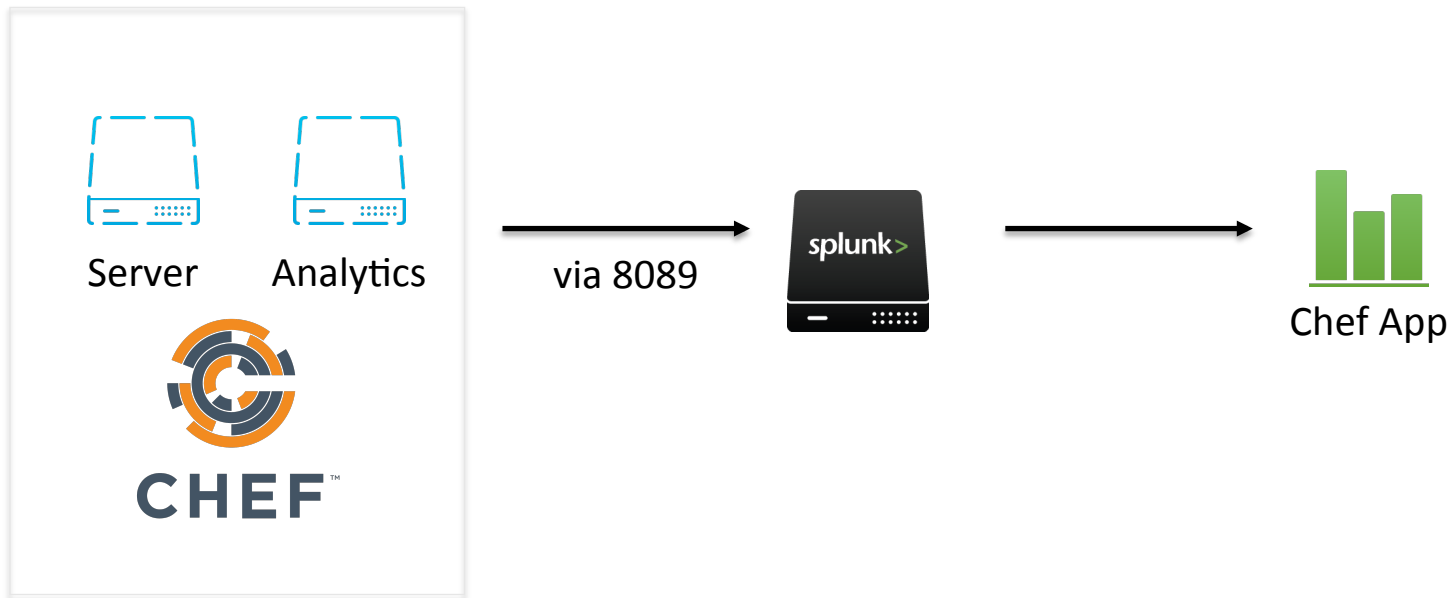 Server
Analytics
CHEF™
via 8089
splunk>
Chef App